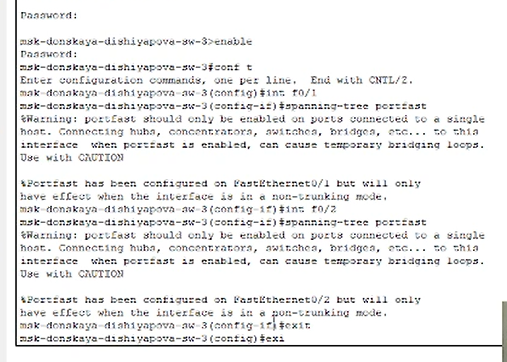 Password:
msk-donskaya-dishiyapova-sw-3>enable
Password:
msk-donskaya-dishiyapova-sw-3#conf t
Enter configuration commands, one per line.  End with CNTL/Z.
msk-donskaya-dishiyapova-sw-3(config)#int f0/1
msk-donskaya-dishiyapova-sw-3(config-if)#spanning-tree portfast
%Warning: portfast should only be enabled on ports connected to a single
host. Connecting hubs, concentrators, switches, bridges, etc... to this
interface  when portfast is enabled, can cause temporary bridging loops.
Use with CAUTION
%Portfast has been configured on FastEthernet0/1 but will only
have effect when the interface is in a non-trunking mode.
msk-donskaya-dishiyapova-sw-3(config-if)#int f0/2
msk-donskaya-dishiyapova-sw-3(config-if)#spanning-tree portfast
%Warning: portfast should only be enabled on ports connected to a single
host. Connecting hubs, concentrators, switches, bridges, etc... to this
interface  when portfast is enabled, can cause temporary bridging loops.
Use with CAUTION
%Portfast has been configured on FastEthernet0/2 but will only
have effect when the interface is in a non-trunking mode.
msk-donskaya-dishiyapova-sw-3(config-if)#exit
msk-donskaya-dishiyapova-sw-3(config)#exi